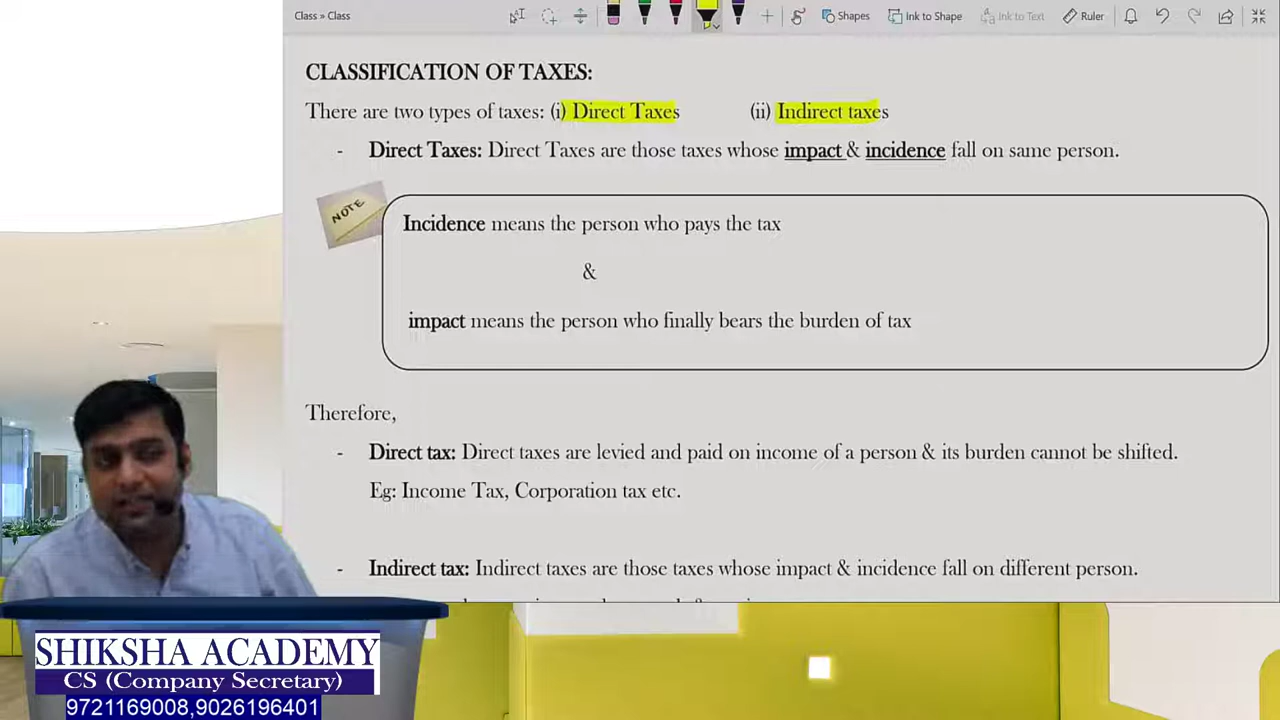 Class » Class
Shapes
Ink to Shape
Ink to Text
Ruler
CLASSIFICATION OF TAXES:
There are two types of taxes: (i) Direct Taxes (ii) Indirect taxes
- Direct Taxes: Direct Taxes are those taxes whose impact & incidence fall on same person.
NOTE
Incidence means the person who pays the tax
&
impact means the person who finally bears the burden of tax
Therefore,
- Direct tax: Direct taxes are levied and paid on income of a person & its burden cannot be shifted.
Eg: Income Tax, Corporation tax etc.
- Indirect tax: Indirect taxes are those taxes whose impact & incidence fall on different person.
SHIKSHA ACADEMY
CS (Company Secretary)
9721169008,9026196401